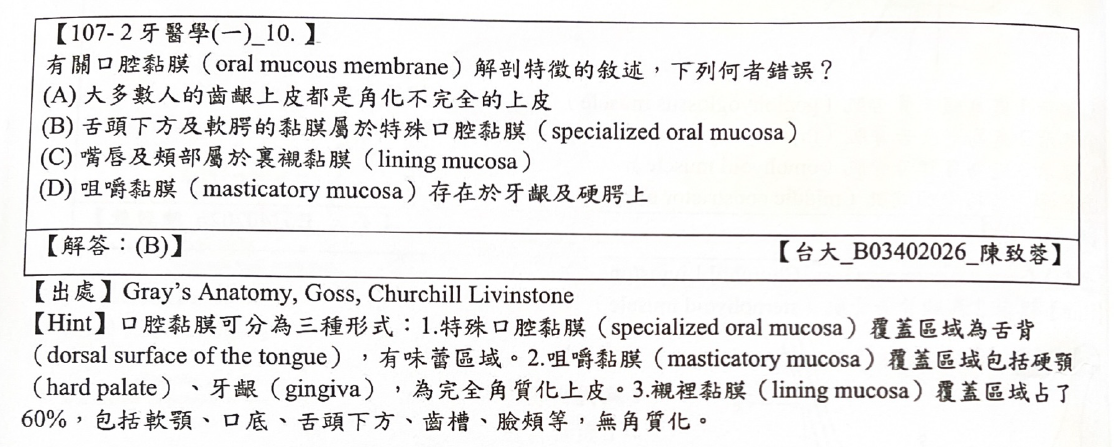 【107-2牙醫學(一)_10. 】
有關口腔黏膜（oral mucous membrane）解剖特徵的敘述，下列何者錯誤？
(A) 大多數人的齒齦上皮都是角化不完全的上皮
(B) 舌頭下方及軟腭的黏膜屬於特殊口腔黏膜（specialized oral mucosa）
(C) 嘴唇及頰部屬於裏襯黏膜（lining mucosa）
(D) 咀嚼黏膜（masticatory mucosa）存在於牙齦及硬腭上
【解答：(B)】 【台大_B03402026_陳致蓉】
【出處】Gray's Anatomy, Goss, Churchill Livinstone
【Hint】口腔黏膜可分為三種形式：1.特殊口腔黏膜（specialized oral mucosa）覆蓋區域為舌背
（dorsal surface of the tongue），有味蕾區域。2.咀嚼黏膜（masticatory mucosa）覆蓋區域包括硬顎
（hard palate）、牙齦（gingiva），為完全角質化上皮。3.襯裡黏膜（lining mucosa）覆蓋區域占了
60%，包括軟顎、口底、舌頭下方、齒槽、臉頰等，無角質化。